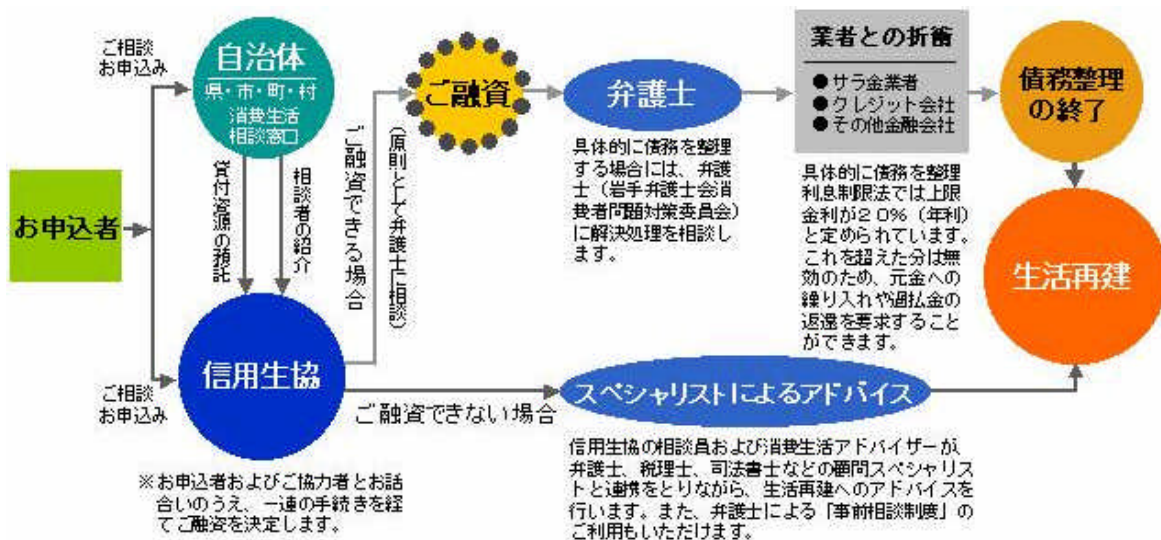 お申込者
ご相談
お申込み
自治体
県・市・町・村
消費生活
相談窓口
貸付資源の預託
相談者の紹介
ご相談
お申込み
信用生協
※お申込者およびご協力者とお話
合いのうえ、一連の手続きを経
てご融資を決定します。
ご融資できる場合
(原則として弁護士に相談)
ご融資
弁護士
具体的に債務を整理
する場合には、弁護
士(岩手弁護士会消
費者問題対策委員会)
に解決処理を相談し
ます。
業者との折衝
●サラ金業者
●クレジット会社
●その他金融会社
具体的に債務を整理
利息制限法では上限
金利が20%(年利)
と定められています。
これを超えた分は無
効のため、元金への
繰り入れや過払金の
返還を要求すること
ができます。
債務整理
の終了
生活再建
ご融資できない場合
スペシャリストによるアドバイス
信用生協の相談員および消費生活アドバイザーが、
弁護士、税理士、司法書士などの顧問スペシャリス
トと連携をとりながら、生活再建へのアドバイスを
行います。また、弁護士による「事前相談制度」の
ご利用もいただけます。